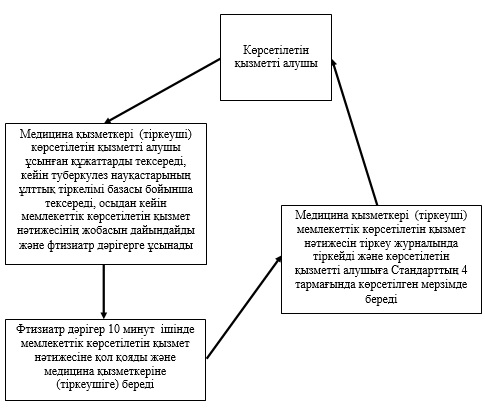 Көрсетілетін
қызметті алушы
Медицина қызметкері (тіркеуші)
көрсетілетін қызметті алушы
ұсынған құжаттарды тексереді,
кейін туберкулез науқастарының
ұлттық тіркелімі базасы бойынша
тексереді, осыдан кейін
мемлекеттік көрсетілетін қызмет
нәтижесінің жобасын дайындайды
және фтизиатр дәрігерге ұсынады
Фтизиатр дәрігер 10 минут ішінде
мемлекеттік көрсетілетін қызмет
нәтижесіне қол қояды және
медицина қызметкеріне
(тіркеушіге) береді
Медицина қызметкері (тіркеуші)
мемлекеттік көрсетілетін қызмет
нәтижесін тіркеу журналында
тіркейді және көрсетілетін
қызметті алушыға Стандарттың 4
тармағында көрсетілген мерзімде
береді